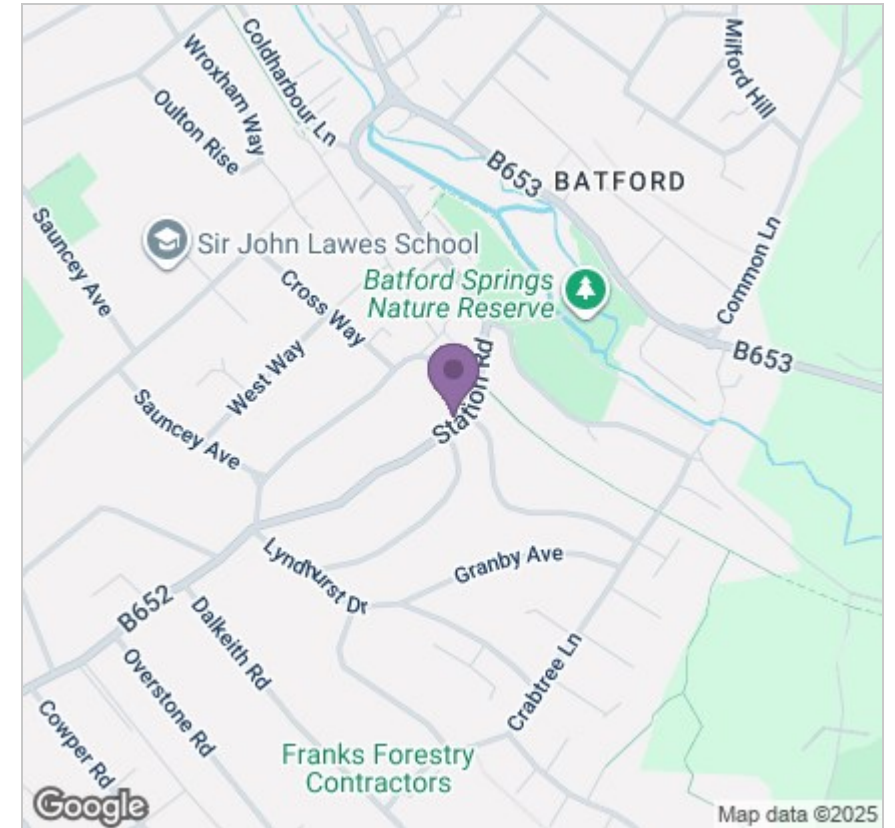 Coldharbour Ln
Wroxham Way
Oulton Rise
Milford Hill
B653
BATFORD
Sauncey Ave
Sir John Lawes School
Common Ln
Batford Springs
Nature Reserve
Cross Way
Station Rd
B653
West Way
Sauncey Ave
Lyndhurst Dr
Granby Ave
B652
Dalkeith Rd
Overstone Rd
Crabtree Ln
Cowper Rd
Franks Forestry
Contractors
Google
Map data ©2025